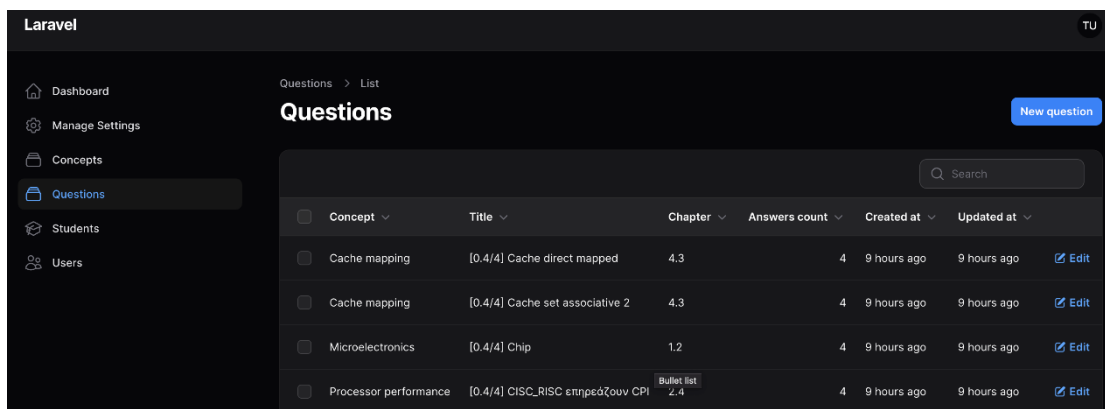 Laravel
TU
Dashboard
Manage Settings
Concepts
Questions
Students
Users
Questions > List
Questions
New question
Search
Concept Title Chapter Answers count Created at Updated at
Cache mapping [0.4/4] Cache direct mapped 4.3 4 9 hours ago 9 hours ago Edit
Cache mapping [0.4/4] Cache set associative 2 4.3 4 9 hours ago 9 hours ago Edit
Microelectronics [0.4/4] Chip 1.2 4 9 hours ago 9 hours ago Edit
Bullet list
Processor performance [0.4/4] CISC_RISC επηρεάζουν CPI 2.4 4 9 hours ago 9 hours ago Edit